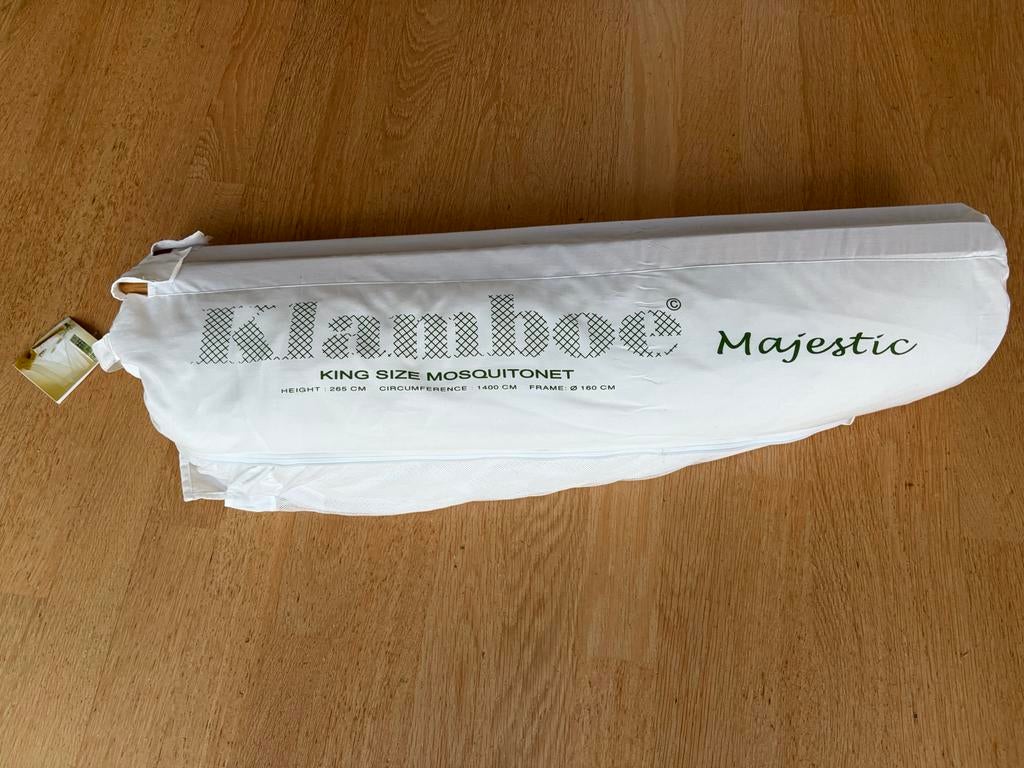 Klamboe ©
Majestic
KING SIZE MOSQUITONET
HEIGHT : 265 CM CIRCUMFERENCE : 1400 CM FRAME: Ø 160 CM